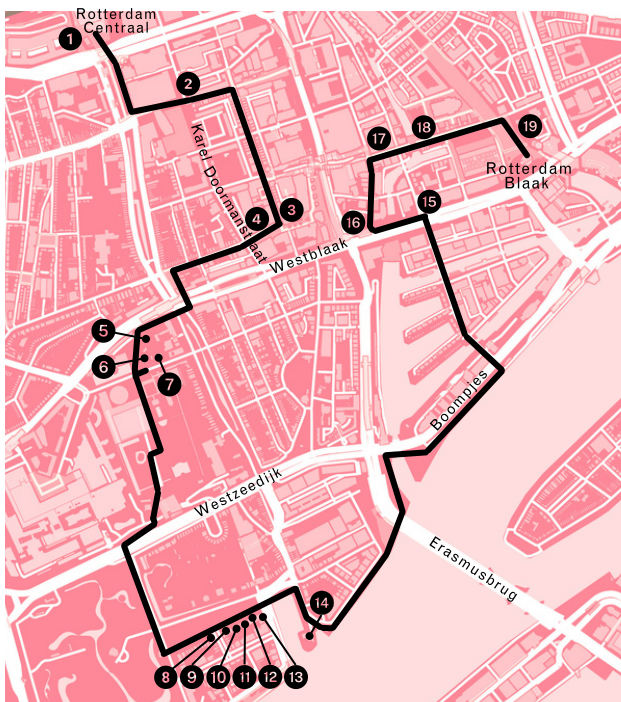 Rotterdam
Centraal
1
2
Karel Doormanstraat
17
18
19
Rotterdam
Blaak
4
3
16
15
Westblaak
5
6
7
Boompjes
Westzeedijk
Erasmusbrug
14
8
9
10
11
12
13